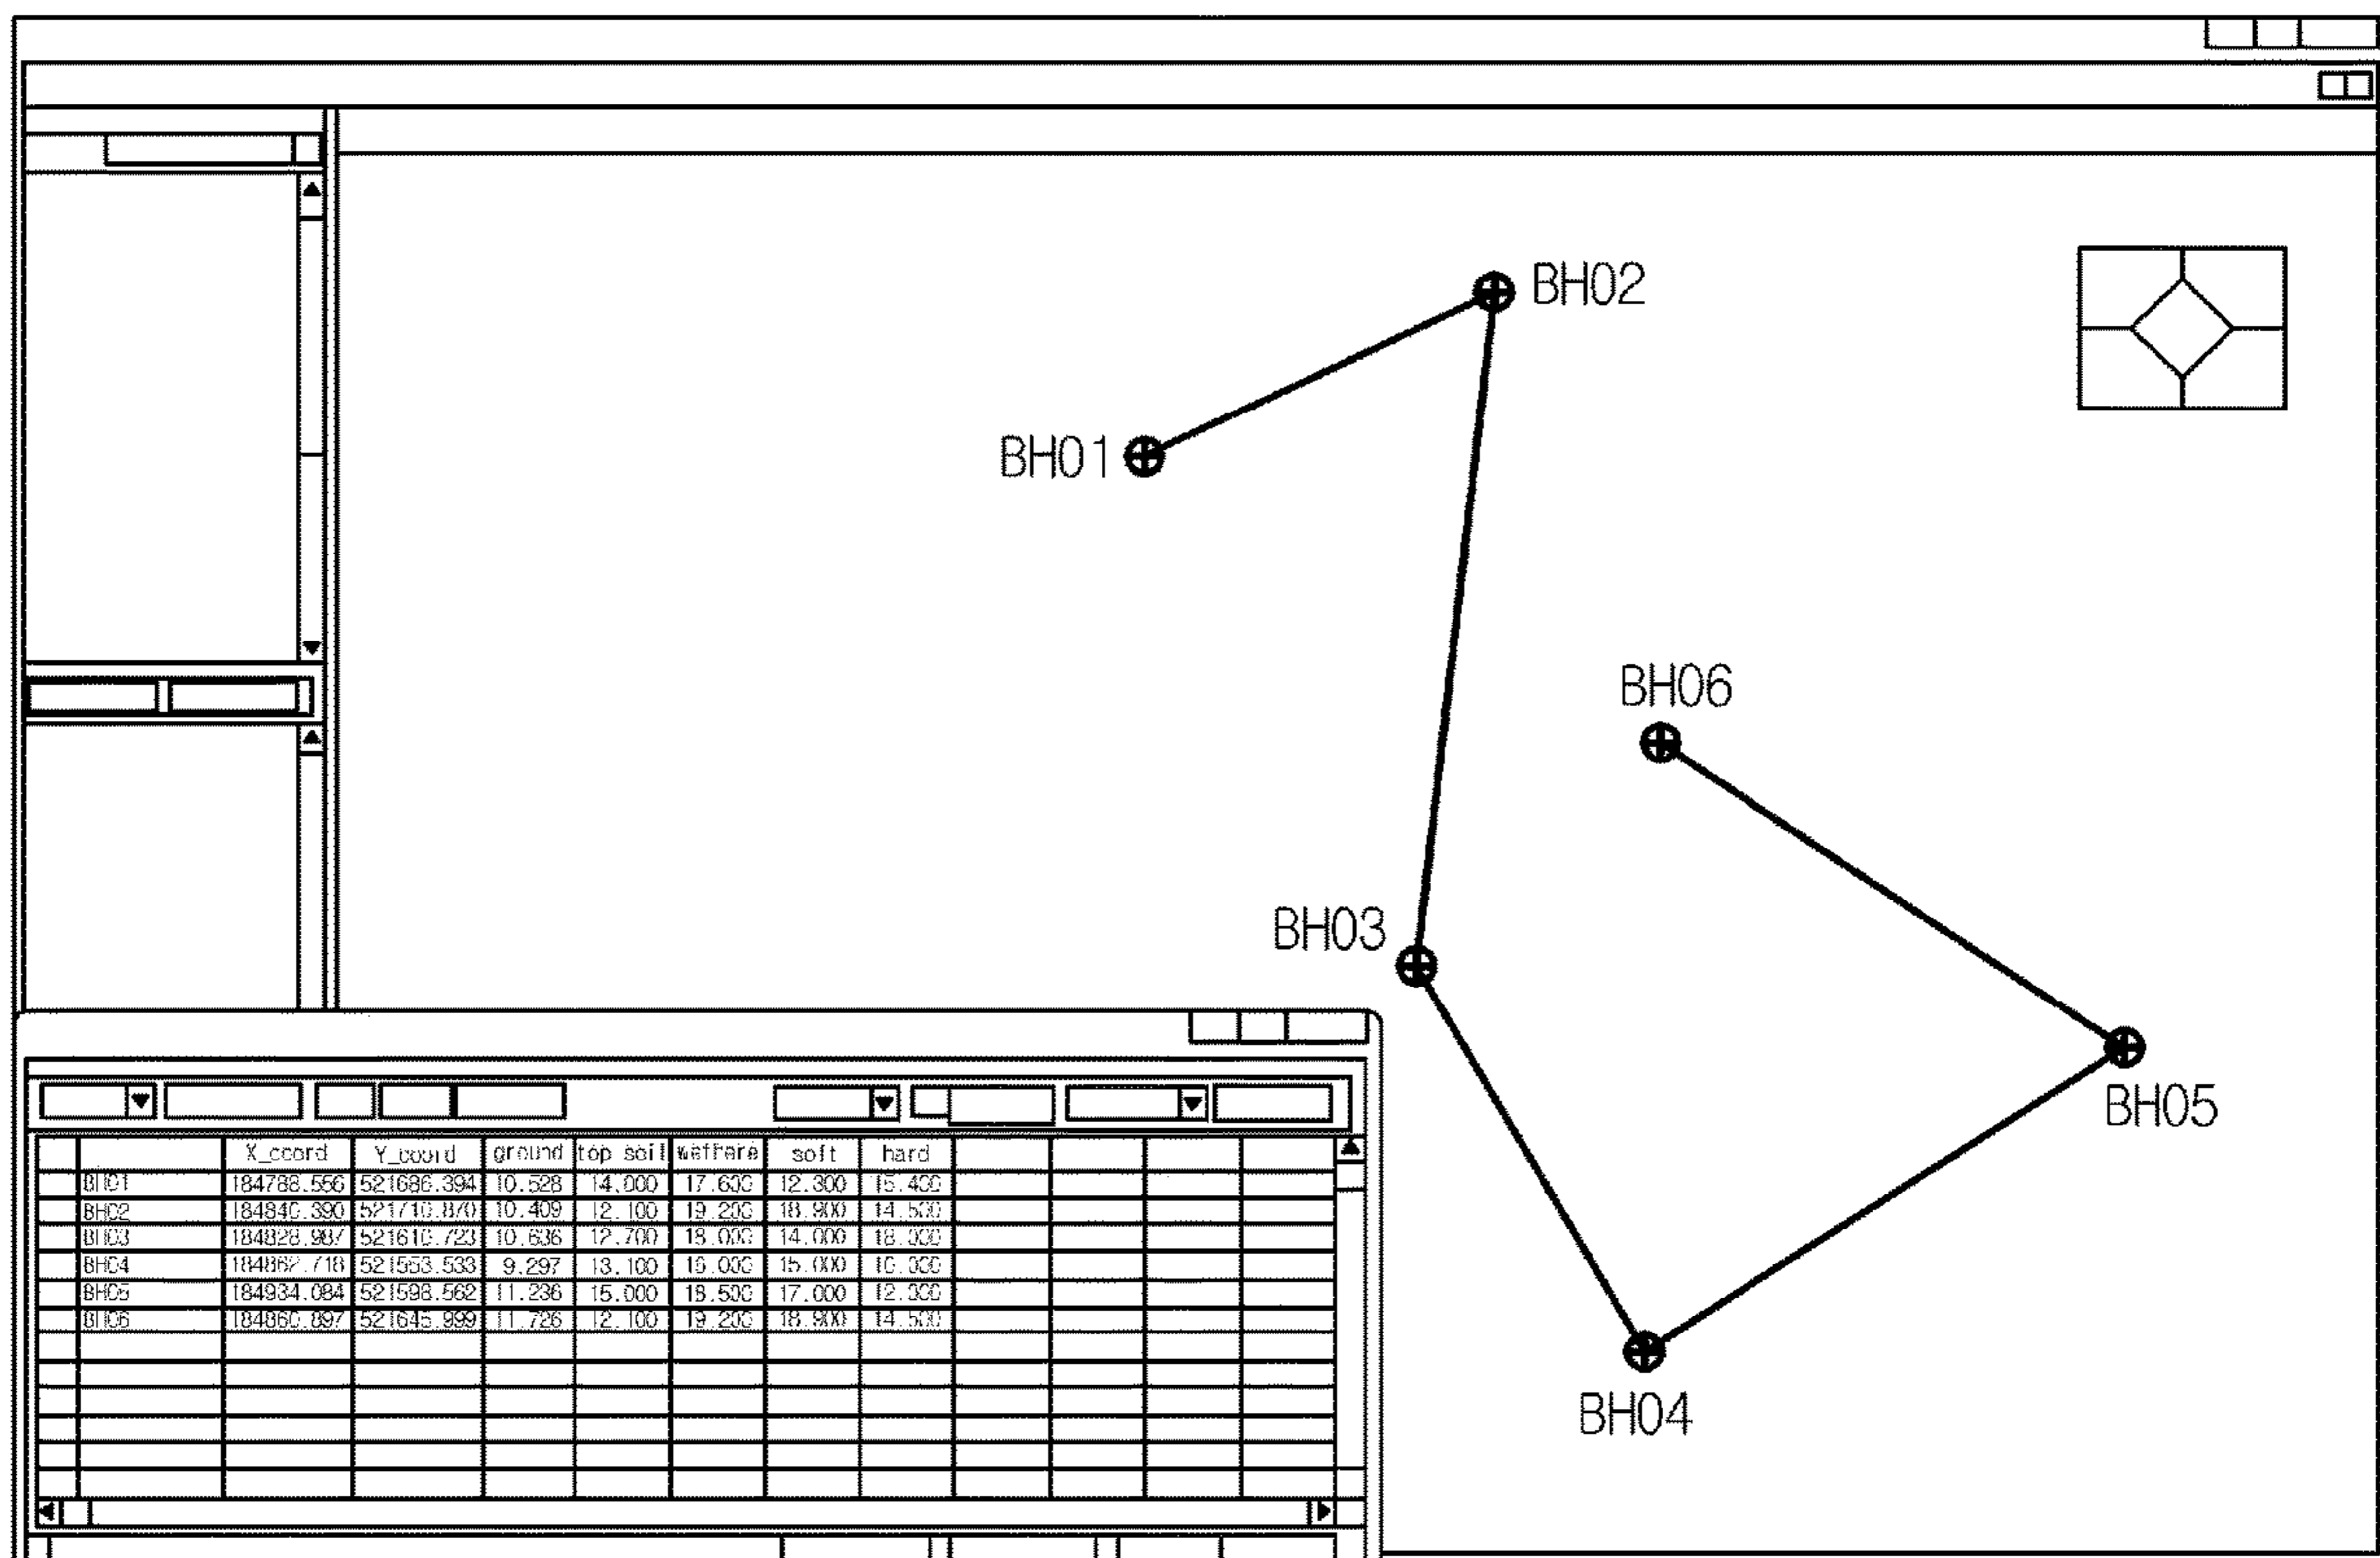 BH02
BH01
BH06
BH03
BH05
BH04
X_coord Y_coord ground top soil soft hard
BH01 184788.556 521686.394 10.528 14.000 17.600 12.300 15.400
BH02 184840.390 521710.870 10.409 12.100 19.200 18.900 14.500
BH03 184828.987 521610.723 10.636 12.700 18.000 14.000 18.000
BH04 184862.718 521553.533 9.297 13.100 15.000
BH05 184934.084 521598.562 11.236 15.000 18.500 17.000 12.000
BH06 184860.897 521645.999 11.726 12.100 19.200 18.900 14.500